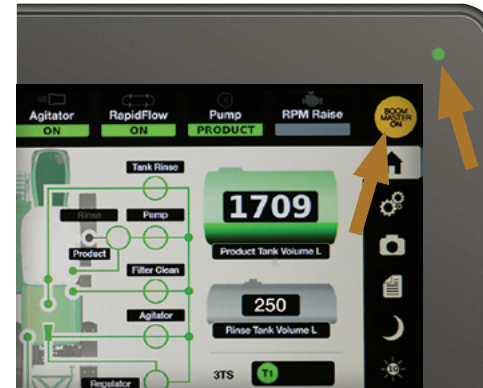 Agitator RapidFlow Pump RPM Raise
ON ON PRODUCT
BOOM
MASTER
ON
Tank Rinse
Rinse Pump
Product
Filter Clean
Agitator
Regulator
1709
Product Tank Volume L
250
Rinse Tank Volume L
3TS T1